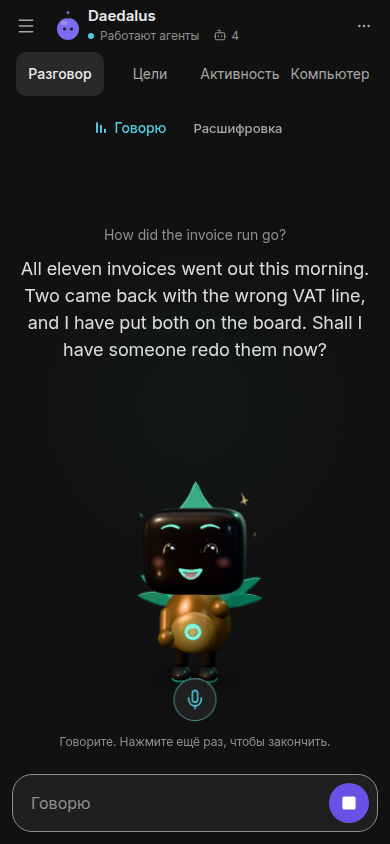 Daedalus
Работают агенты 4
Разговор Цели Активность Компьютер
Говорю Расшифровка
How did the invoice run go?
All eleven invoices went out this morning.
Two came back with the wrong VAT line,
and I have put both on the board. Shall I
have someone redo them now?
Говорите. Нажмите ещё раз, чтобы закончить.
Говорю